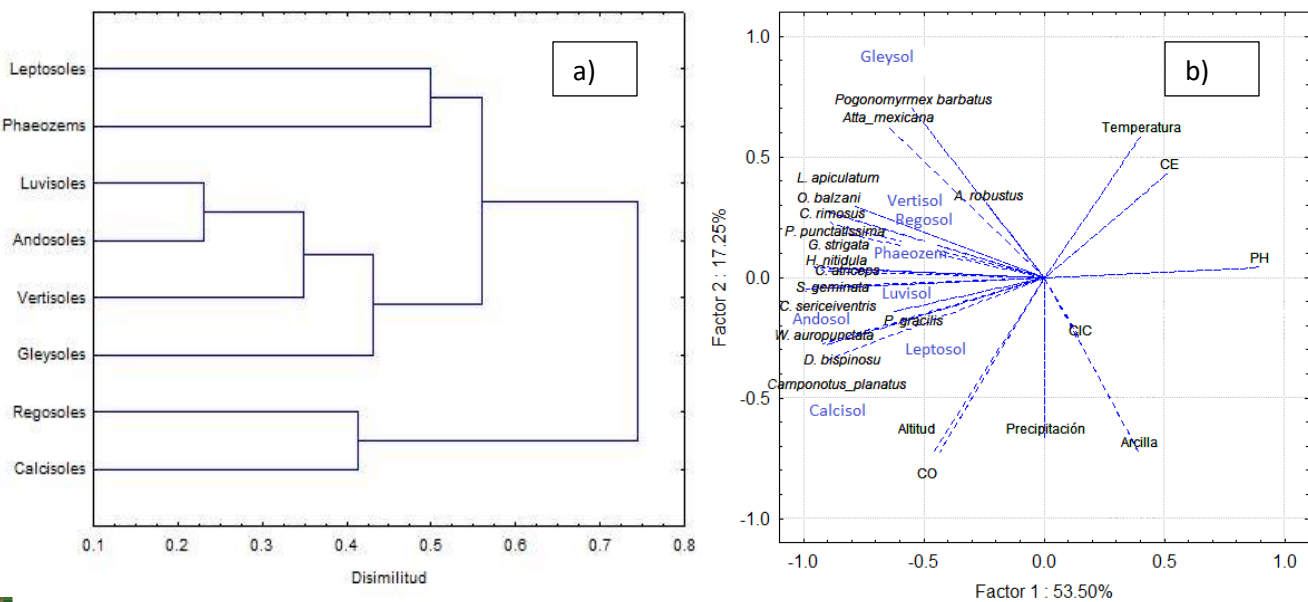 a)
Leptosoles
Phaeozems
Luvisoles
Andosoles
Vertisoles
Gleysoles
Regosoles
Calcisoles
0.1 0.2 0.3 0.4 0.5 0.6 0.7 0.8
Disimilitud
b)
1.0
Gleysol
Pogonomyrmex barbatus
Atta_mexicana
Temperatura
0.5
CE
L. apiculatum
A. robustus
O. balzani
Vertisol
C. rimosus
Regosol
P. punctatissima
G. strigata
Phaeozem
H. nitidula
PH
C. atriceps
0.0
S. geminata
Luvisol
C. sericeiventris
Andosol
P. gracilis
CIC
W. auropunctata
Leptosol
D. bispinosu
Camponotus_planatus
-0.5
Calcisol
Altitud
Precipitación
Arcilla
CO
-1.0
Factor 2 : 17.25%
-1.0 -0.5 0.0 0.5 1.0
Factor 1 : 53.50%